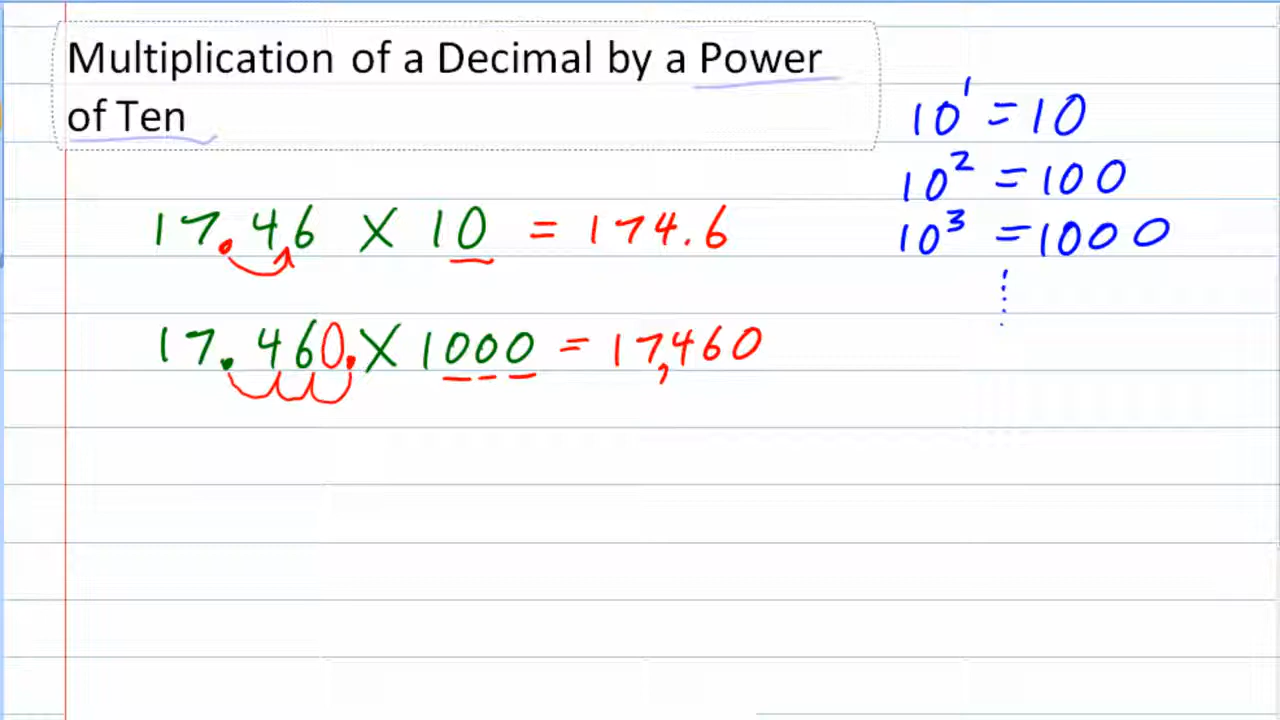 Multiplication of a Decimal by a Power
of Ten
10¹ = 10
10² = 100
10³ = 1000
17.46 X 10 = 174.6
17.460. X 1000 = 17,460